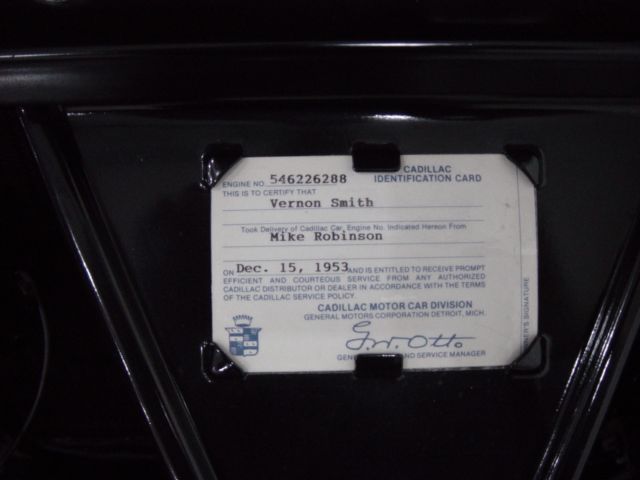 CADILLAC
IDENTIFICATION CARD
ENGINE NO. 546226288
THIS IS TO CERTIFY THAT
Vernon Smith
Took Delivery of Cadillac Car, Engine No. Indicated Hereon From
Mike Robinson
ON Dec. 15, 1953 AND IS ENTITLED TO RECEIVE PROMPT
EFFICIENT AND COURTEOUS SERVICE FROM ANY AUTHORIZED
CADILLAC DISTRIBUTOR OR DEALER IN ACCORDANCE WITH THE TERMS
OF THE CADILLAC SERVICE POLICY.
CADILLAC MOTOR CAR DIVISION
GENERAL MOTORS CORPORATION DETROIT, MICH.
AND SERVICE MANAGER
SIGNATURE